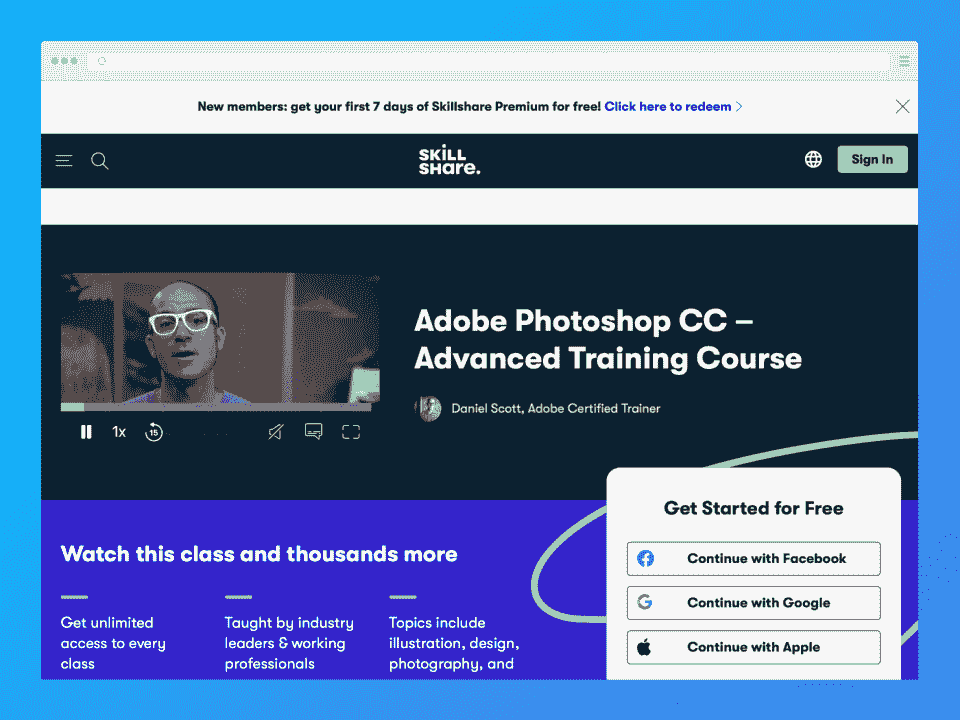 New members: get your first 7 days of Skillshare Premium for free! Click here to redeem
SKILL
SHare.
Sign In
Adobe Photoshop CC –
Advanced Training Course
Daniel Scott, Adobe Certified Trainer
1x
15
Get Started for Free
Continue with Facebook
Continue with Google
Continue with Apple
Watch this class and thousands more
Get unlimited
access to every
class
Taught by industry
leaders & working
professionals
Topics include
illustration, design,
photography, and